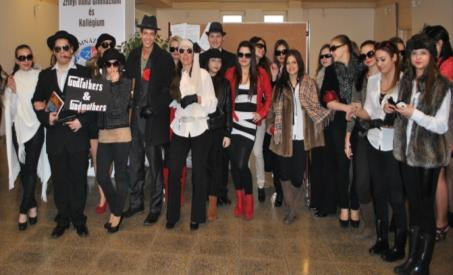 Zrínyi Ilona Gimnázium
és
Kollégium
Godfathers
&
Godmothers